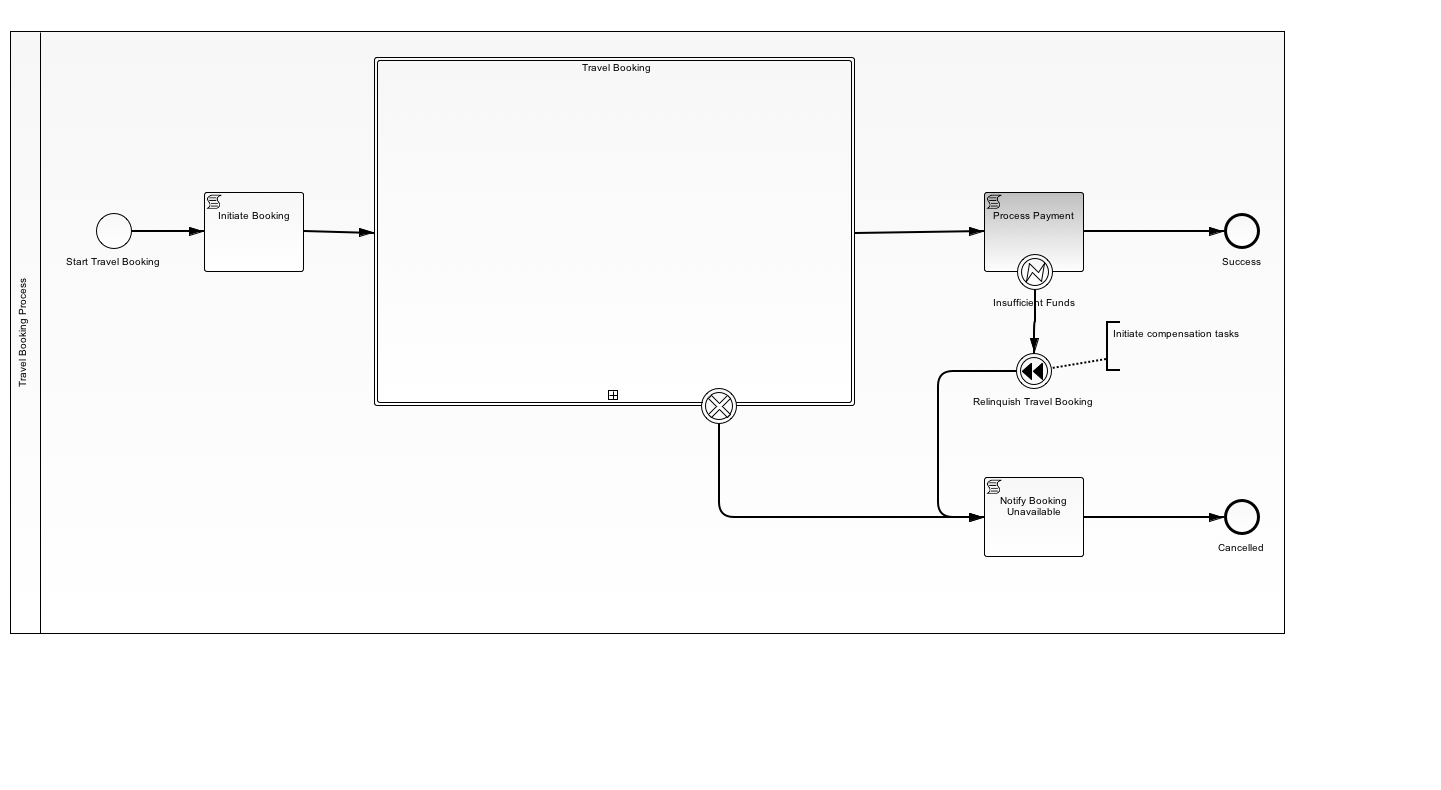 Travel Booking Process
Start Travel Booking
Initiate Booking
Travel Booking
Process Payment
Insufficient Funds
Success
Initiate compensation tasks
Relinquish Travel Booking
Notify Booking
Unavailable
Cancelled